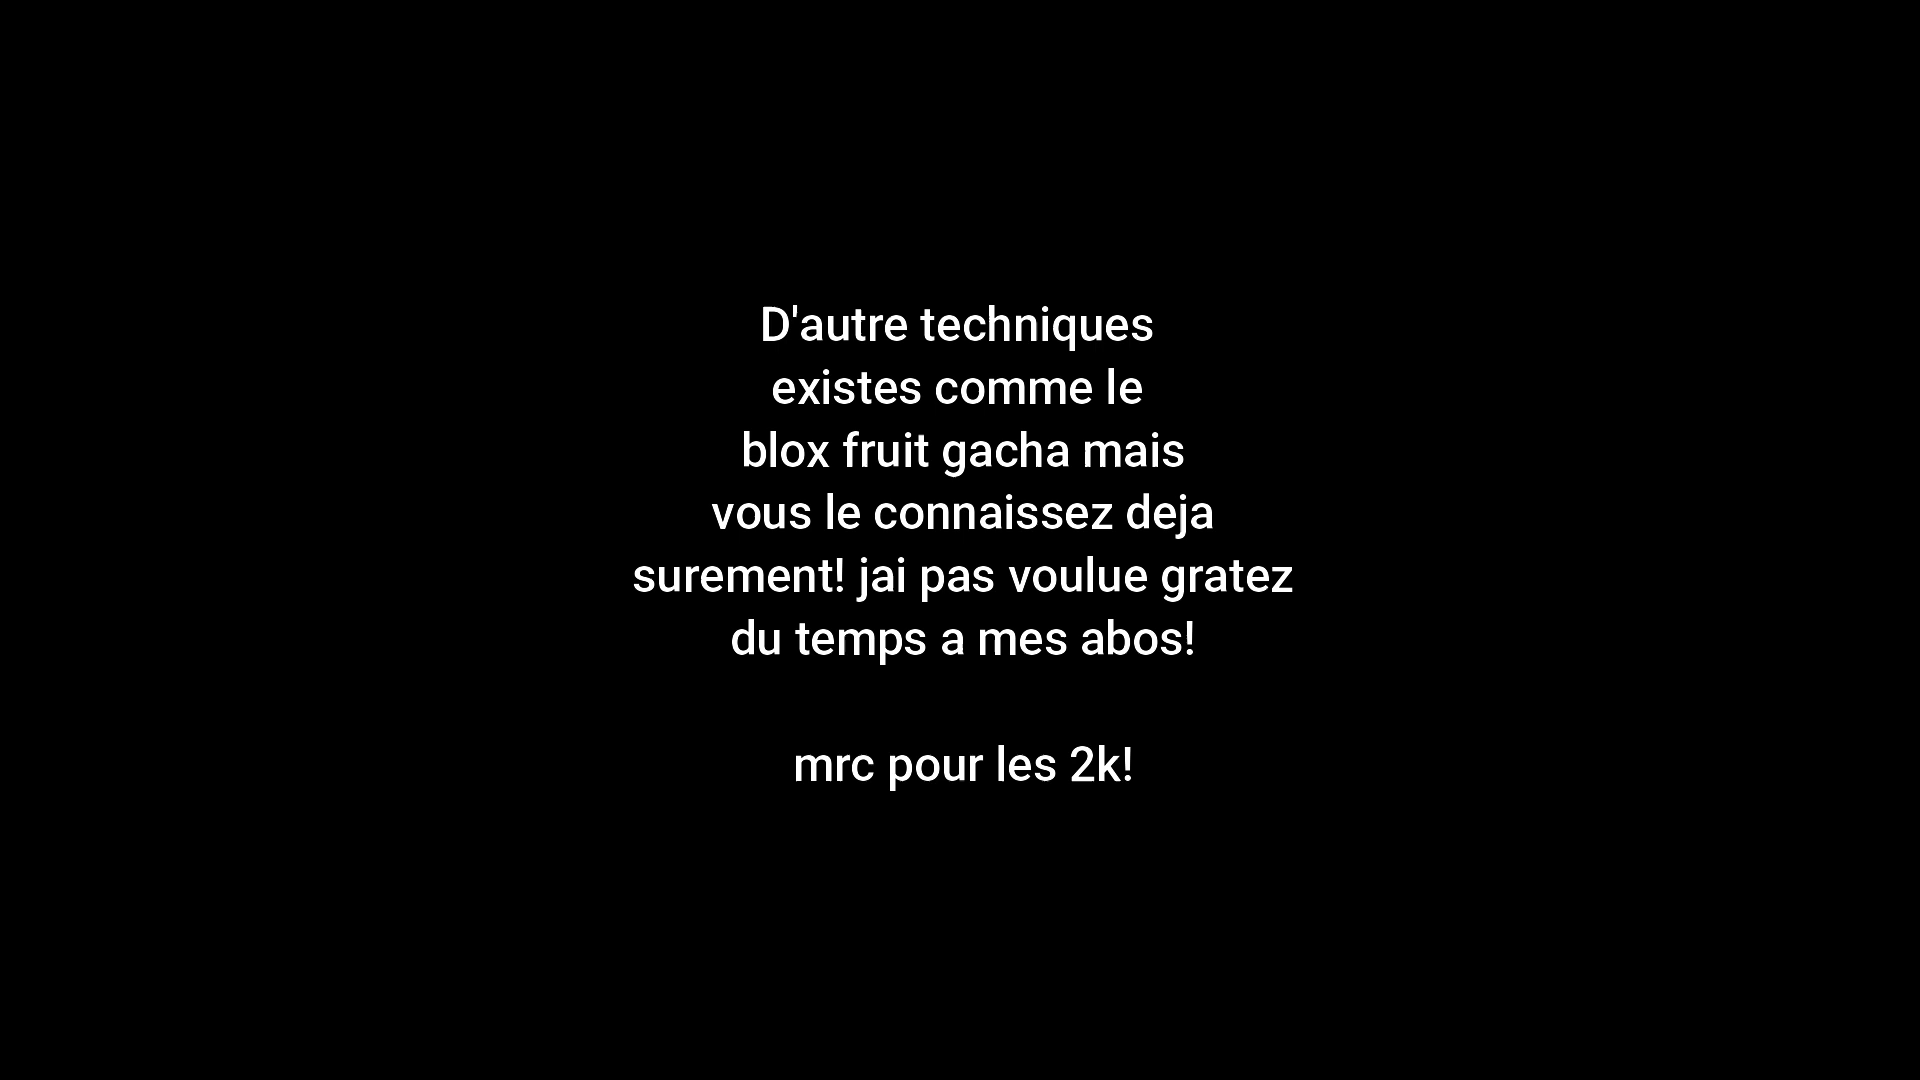 D'autre techniques
existes comme le
blox fruit gacha mais
vous le connaissez deja
surement! jai pas voulue gratez
du temps a mes abos!
mrc pour les 2k!